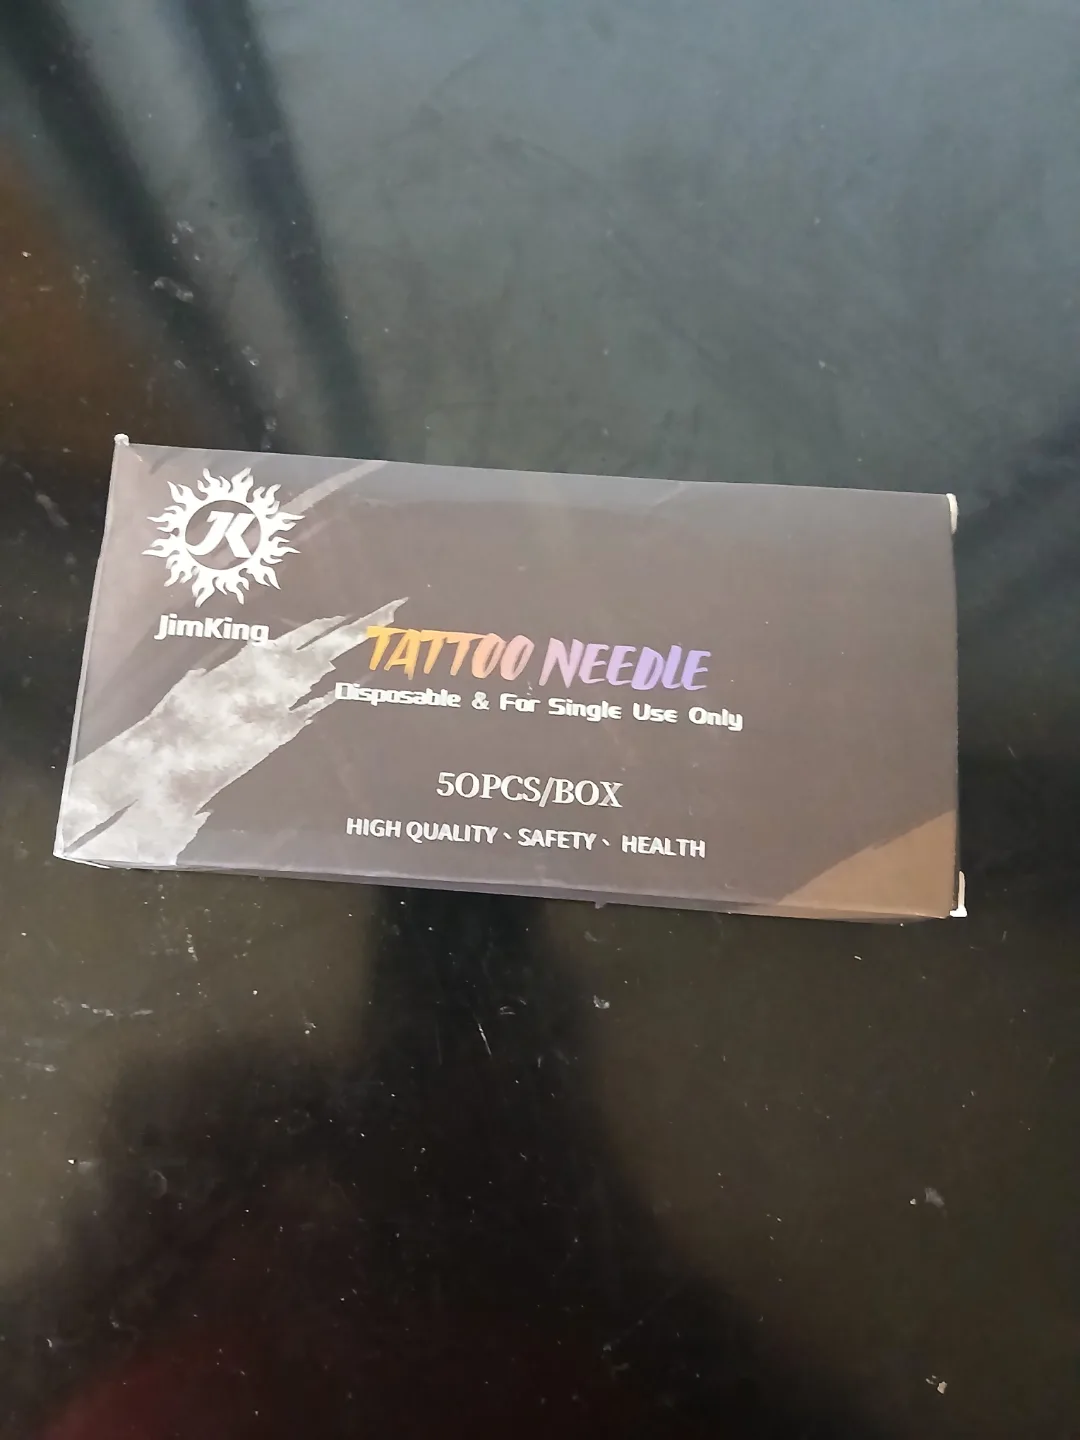 JK
JimKing
TATTOO NEEDLE
Disposable & For Single Use Only
50PCS/BOX
HIGH QUALITY、SAFETY、HEALTH